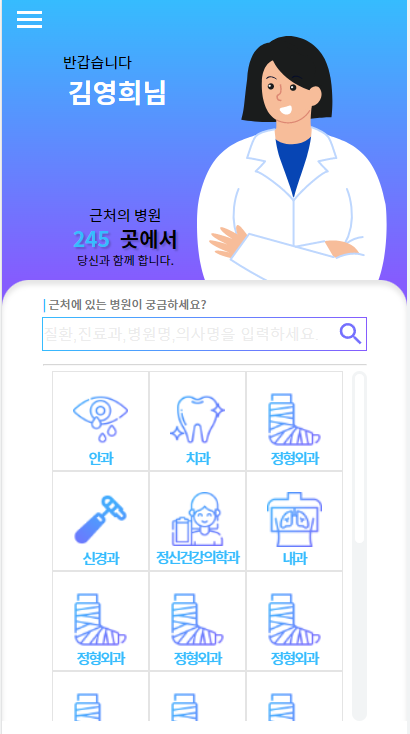 반갑습니다
김영희님
근처의 병원
245 곳에서
당신과 함께 합니다.
| 근처에 있는 병원이 궁금하세요?
질환,진료과,병원명,의사명을 입력하세요.
안과 치과 정형외과
신경과 정신건강의학과 내과
정형외과 정형외과 정형외과